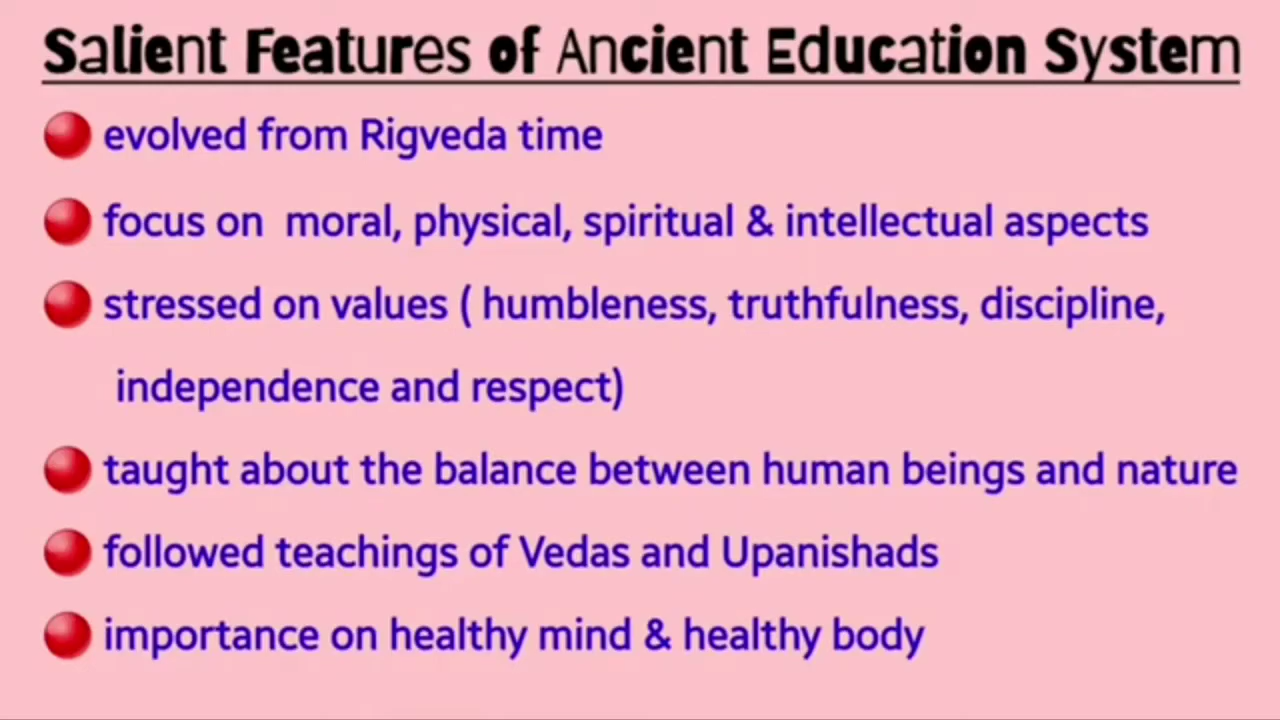 Salient Features of Ancient Education System
evolved from Rigveda time
focus on moral, physical, spiritual & intellectual aspects
stressed on values ( humbleness, truthfulness, discipline,
independence and respect)
taught about the balance between human beings and nature
followed teachings of Vedas and Upanishads
importance on healthy mind & healthy body